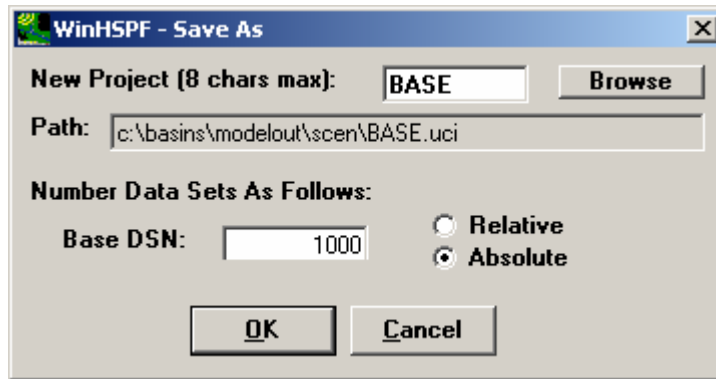 WinHSPF - Save As
New Project (8 chars max): BASE Browse
Path: c:\basins\modelout\scen\BASE.uci
Number Data Sets As Follows:
Relative
Base DSN: 1000
Absolute
OK Cancel